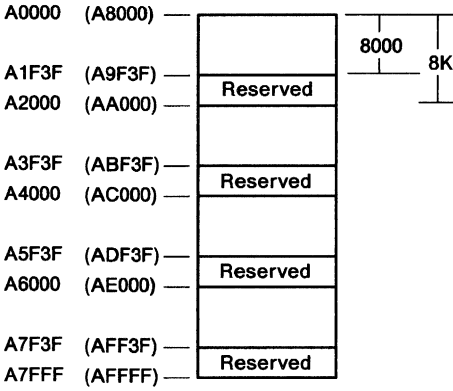 A0000 (A8000)
8000
8K
A1F3F (A9F3F)
Reserved
A2000 (AA000)
A3F3F (ABF3F)
Reserved
A4000 (AC000)
A5F3F (ADF3F)
Reserved
A6000 (AE000)
A7F3F (AFF3F)
Reserved
A7FFF (AFFFF)